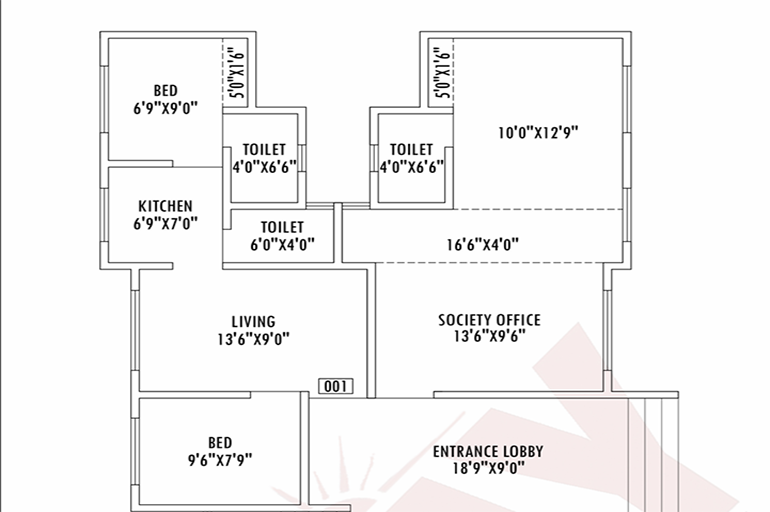 BED
6'9"X9'0"
5'0"X1'6"
TOILET
4'0"X6'6"
KITCHEN
6'9"X7'0"
TOILET
6'0"X4'0"
LIVING
13'6"X9'0"
001
BED
9'6"X7'9"
5'0"X1'6"
10'0"X12'9"
TOILET
4'0"X6'6"
16'6"X4'0"
SOCIETY OFFICE
13'6"X9'6"
ENTRANCE LOBBY
18'9"X9'0"